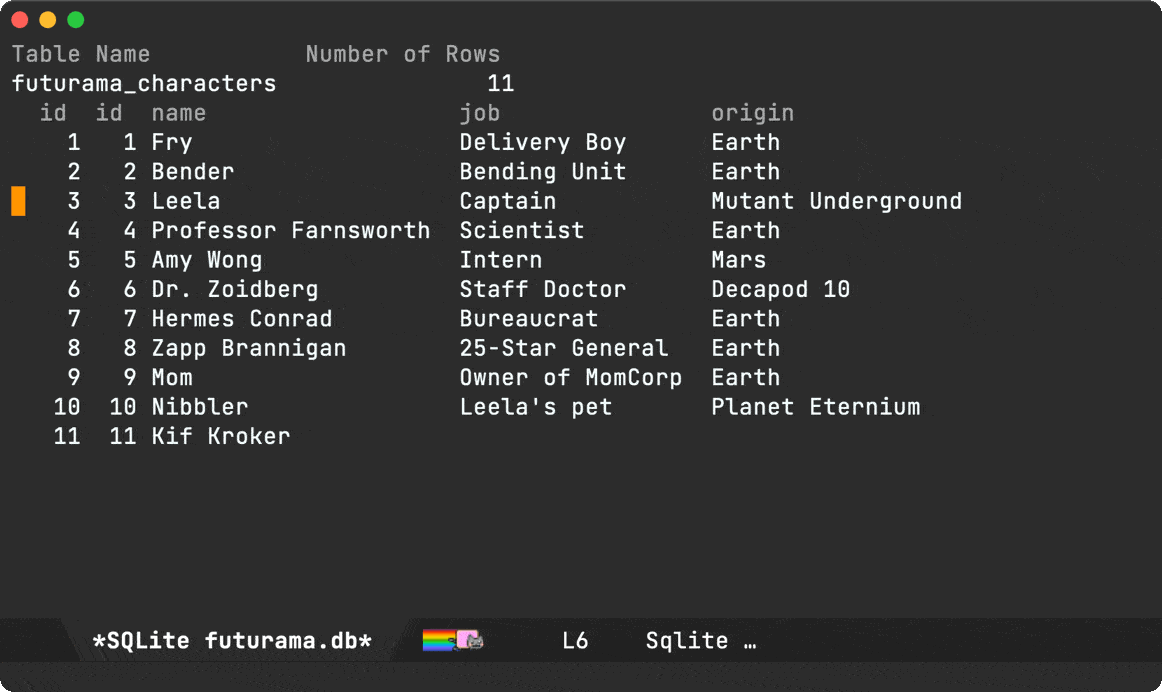 Table Name Number of Rows
futurama_characters 11
id id name job origin
1 1 Fry Delivery Boy Earth
2 2 Bender Bending Unit Earth
3 3 Leela Captain Mutant Underground
4 4 Professor Farnsworth Scientist Earth
5 5 Amy Wong Intern Mars
6 6 Dr. Zoidberg Staff Doctor Decapod 10
7 7 Hermes Conrad Bureaucrat Earth
8 8 Zapp Brannigan 25-Star General Earth
9 9 Mom Owner of MomCorp Earth
10 10 Nibbler Leela's pet Planet Eternium
11 11 Kif Kroker
*SQLite futurama.db* L6 Sqlite …